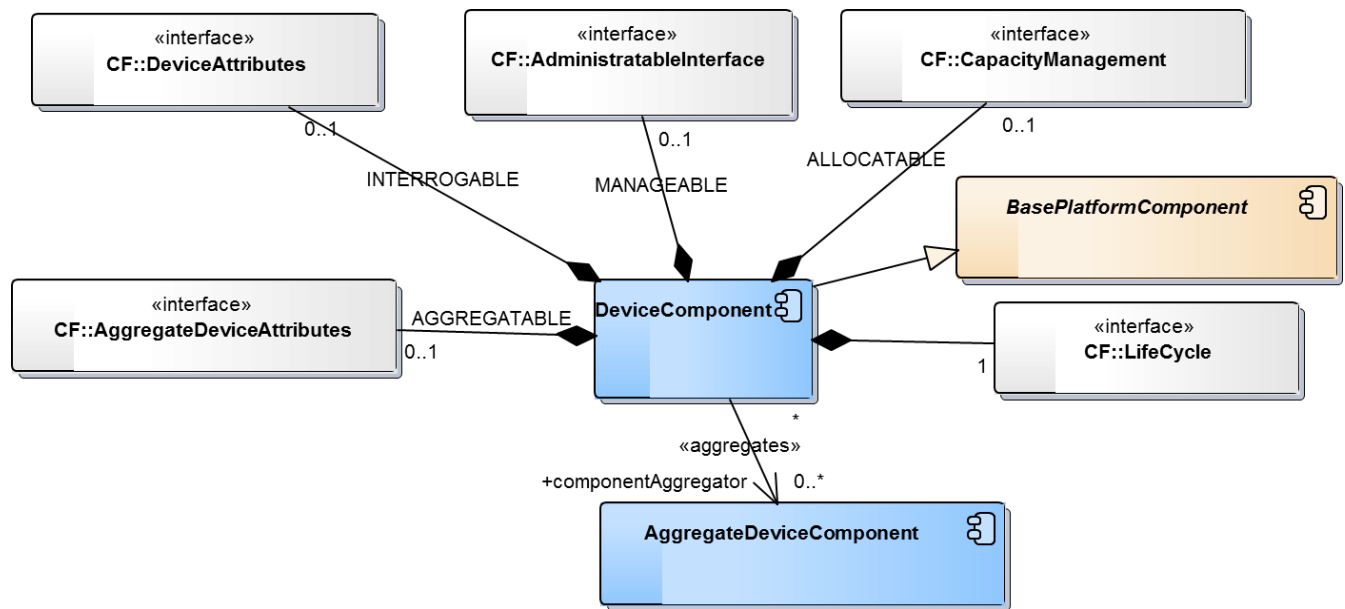 «interface»
CF::DeviceAttributes
«interface»
CF::AdministratableInterface
«interface»
CF::CapacityManagement
0..1
0..1
0..1
INTERROGABLE
MANEGEABLE
ALLOCATABLE
BasePlatformComponent
«interface»
CF::AggregateDeviceAttributes
AGGREGATABLE
0..1
DeviceComponent
«interface»
CF::LifeCycle
1
*
«aggregates»
+componentAggregator
0..*
AggregateDeviceComponent